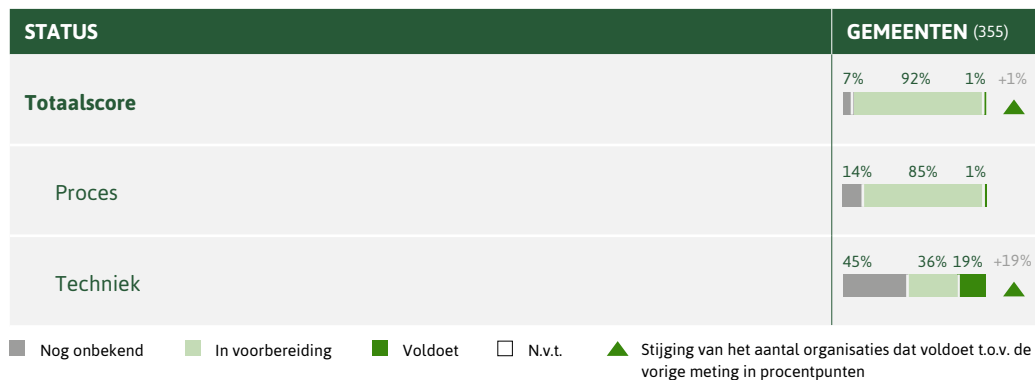 STATUS GEMEENTEN (355)
7% 92% 1% +1%
Totaalscore
14% 85% 1%
Proces
45% 36% 19% +19%
Techniek
Nog onbekend In voorbereiding Voldoet N.v.t. Stijging van het aantal organisaties dat voldoet t.o.v. de
vorige meting in procentpunten